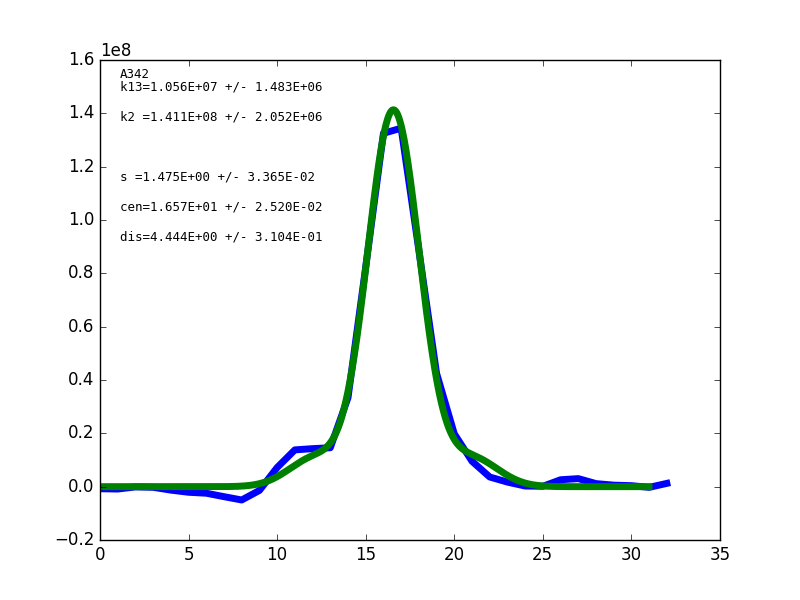 1e8
1.6
1.4
1.2
1.0
0.8
0.6
0.4
0.2
0.0
−0.2
A342
k13=1.056E+07 +/- 1.483E+06
k2 =1.411E+08 +/- 2.052E+06
s =1.475E+00 +/- 3.365E-02
cen=1.657E+01 +/- 2.520E-02
dis=4.444E+00 +/- 3.104E-01
0 5 10 15 20 25 30 35